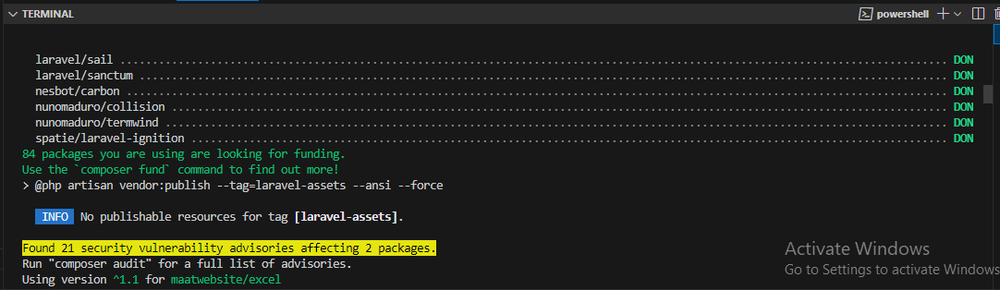 TERMINAL
powershell
laravel/sail ........................................................................................................................ DON
laravel/sanctum ..................................................................................................................... DON
nesbot/carbon ....................................................................................................................... DON
nunomaduro/collision ................................................................................................................ DON
nunomaduro/termwind ................................................................................................................. DON
spatie/laravel-ignition ............................................................................................................. DON
84 packages you are using are looking for funding.
Use the `composer fund` command to find out more!
> @php artisan vendor:publish --tag=laravel-assets --ansi --force
INFO No publishable resources for tag [laravel-assets].
Found 21 security vulnerability advisories affecting 2 packages.
Run "composer audit" for a full list of advisories.
Using version ^1.1 for maatwebsite/excel
Activate Windows
Go to Settings to activate Windows